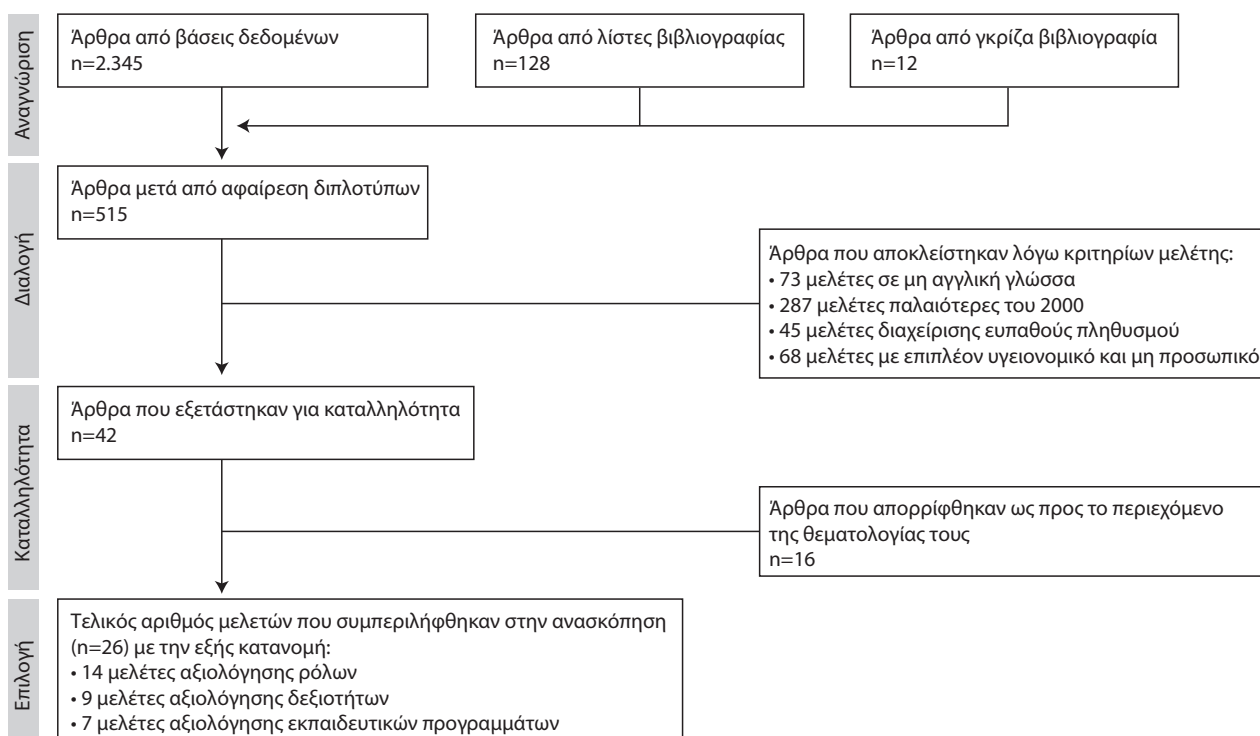 Αναγνώριση
Άρθρα από βάσεις δεδομένων
n=2.345
Άρθρα από λίστες βιβλιογραφίας
n=128
Άρθρα από γκρίζα βιβλιογραφία
n=12
Διαλογή
Άρθρα μετά από αφαίρεση διπλοτύπων
n=515
Άρθρα που αποκλείστηκαν λόγω κριτηρίων μελέτης:
• 73 μελέτες σε μη αγγλική γλώσσα
• 287 μελέτες παλαιότερες του 2000
• 45 μελέτες διαχείρισης ευπαθούς πληθυσμού
• 68 μελέτες με επιπλέον υγειονομικό και μη προσωπικό
Καταλληλότητα
Άρθρα που εξετάστηκαν για καταλληλότητα
n=42
Άρθρα που απορρίφθηκαν ως προς το περιεχόμενο
της θεματολογίας τους
n=16
Επιλογή
Τελικός αριθμός μελετών που συμπεριλήφθηκαν στην ανασκόπηση
(n=26) με την εξής κατανομή:
• 14 μελέτες αξιολόγησης ρόλων
• 9 μελέτες αξιολόγησης δεξιοτήτων
• 7 μελέτες αξιολόγησης εκπαιδευτικών προγραμμάτων